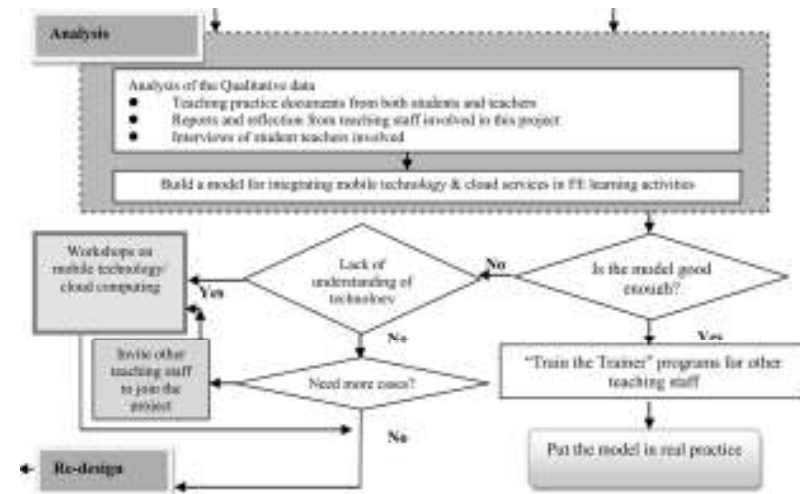 Analysis
Analysis of the Qualitative data
● Teaching practice documents from both students and teachers
● Reports and reflection from teaching staff involved in this project
● Interviews of student teachers involved
Build a model for integrating mobile technology & cloud services in FE learning activities
Workshops on
mobile technology/
cloud computing
Yes
Lack of
understanding of
technology
No
Is the model good
enough?
No
Yes
Invite other
teaching staff
to join the
project
Need more cases?
"Train the Trainer" programs for other
teaching staff
No
Put the model in real practice
Re-design